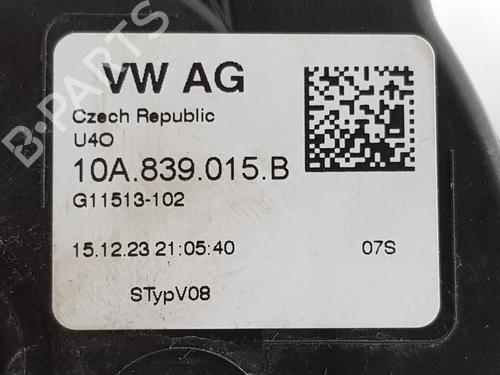 VW AG
Czech Republic
U4O
10A.839.015.B
G11513-102
15.12.23 21:05:40 07S
STypV08
B-PARTS